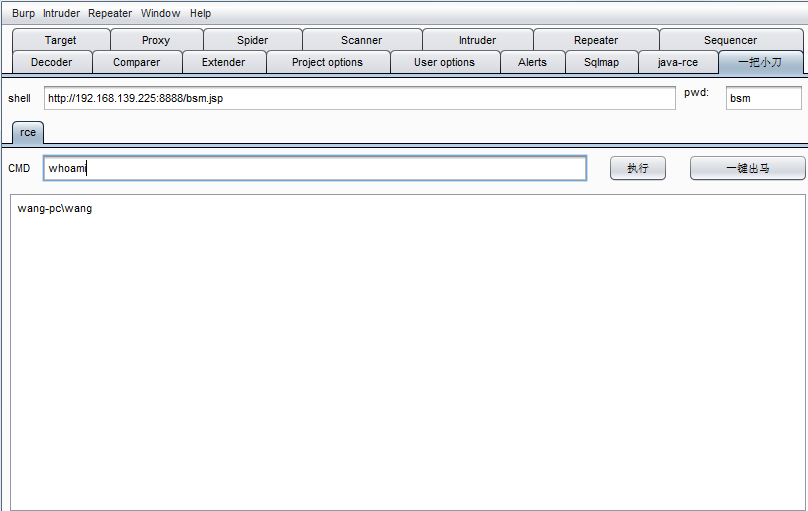 Burp Intruder Repeater Window Help
Target Proxy Spider Scanner Intruder Repeater Sequencer
Decoder Comparer Extender Project options User options Alerts Sqlmap java-rce 一把小刀
shell http://192.168.139.225:8888/bsm.jsp pwd: bsm
rce
CMD whoami 执行 一键出马
wang-pc\wang